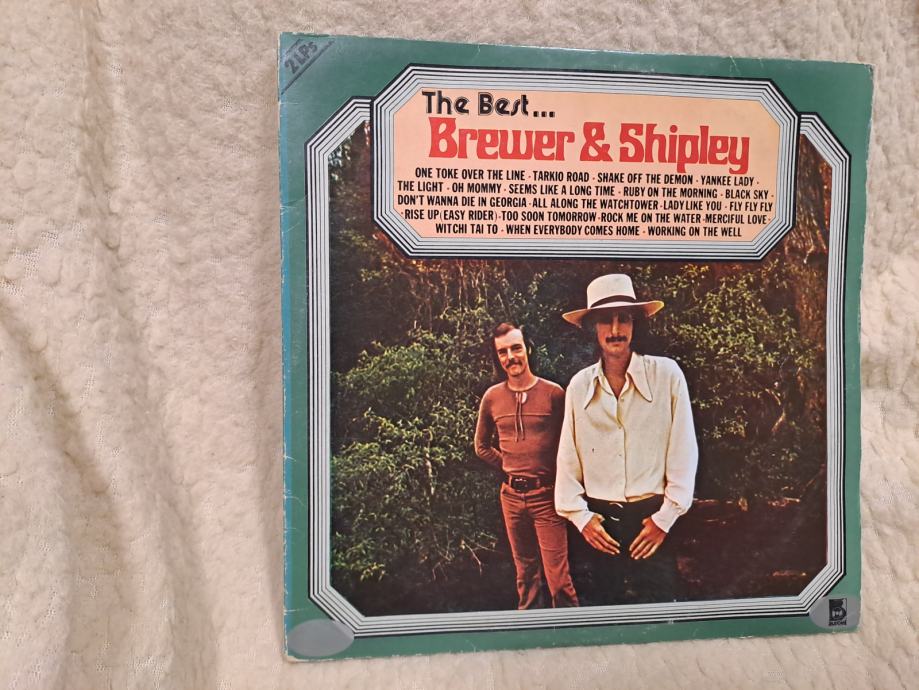 2 LPs
The Best...
Brewer & Shipley
ONE TOKE OVER THE LINE · TARKIO ROAD · SHAKE OFF THE DEMON · YANKEE LADY ·
THE LIGHT · OH MOMMY · SEEMS LIKE A LONG TIME · RUBY ON THE MORNING · BLACK SKY ·
DON'T WANNA DIE IN GEORGIA · ALL ALONG THE WATCHTOWER · LADY LIKE YOU · FLY FLY FLY
· RISE UP (EASY RIDER) · TOO SOON TOMORROW · ROCK ME ON THE WATER · MERCIFUL LOVE ·
WITCHI TAI TO · WHEN EVERYBODY COMES HOME · WORKING ON THE WELL
B